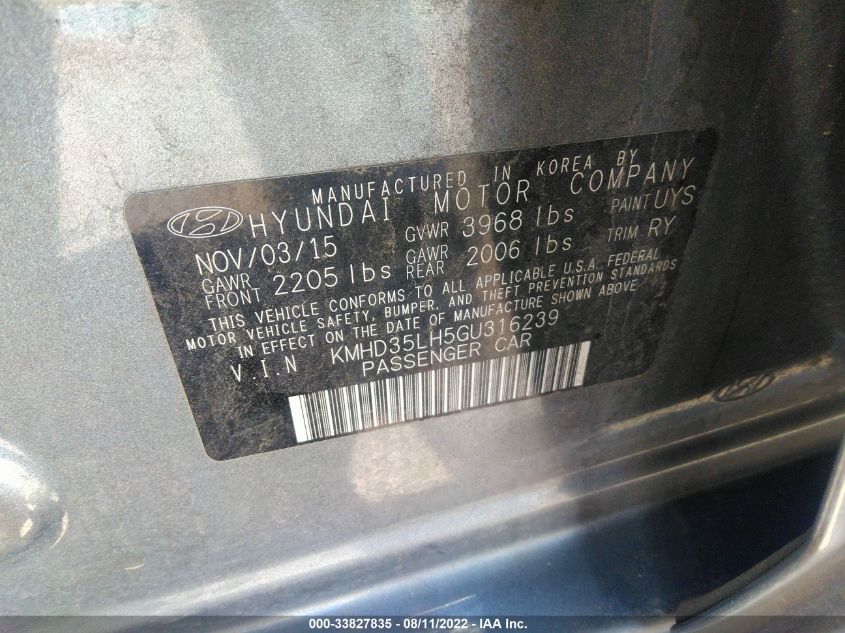 MANUFACTURED IN KOREA BY
HYUNDAI MOTOR COMPANY
NOV/03/15 GVWR 3968 lbs PAINT UYS
GAWR FRONT 2205 lbs GAWR REAR 2006 lbs TRIM RY
THIS VEHICLE CONFORMS TO ALL APPLICABLE U.S.A. FEDERAL
MOTOR VEHICLE SAFETY, BUMPER, AND THEFT PREVENTION STANDARDS
IN EFFECT ON THE DATE OF MANUFACTURE SHOWN ABOVE
V.I.N KMHD35LH5GU316239
PASSENGER CAR
000-33827835 - 08/11/2022 - © IAA Inc.